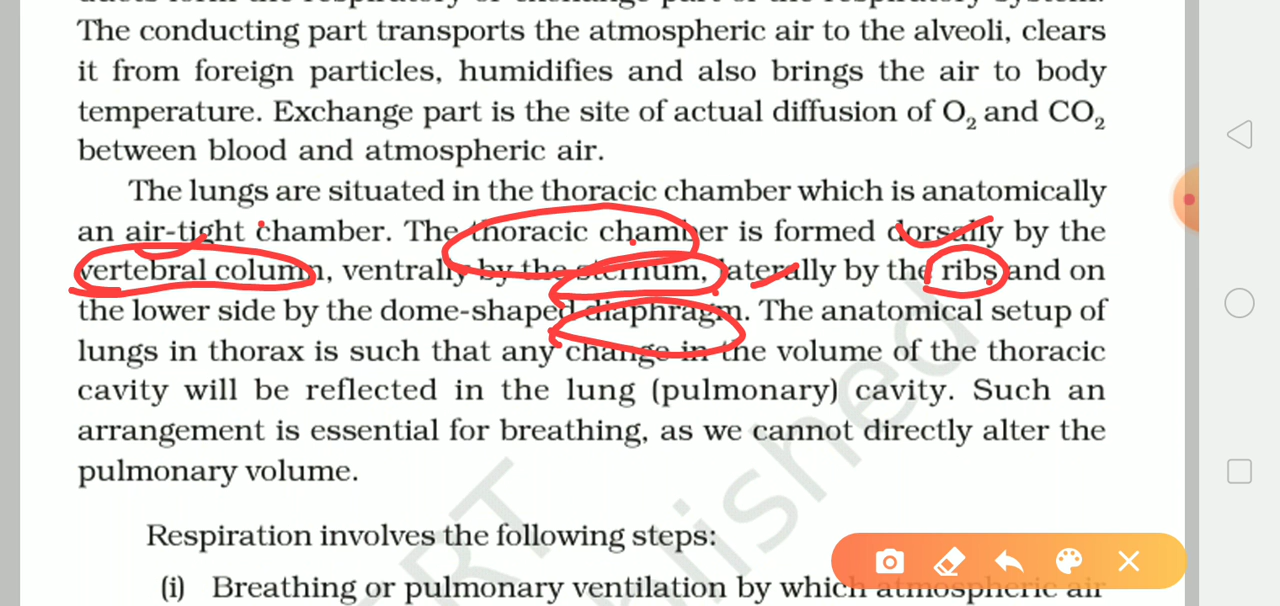 The conducting part transports the atmospheric air to the alveoli, clears
it from foreign particles, humidifies and also brings the air to body
temperature. Exchange part is the site of actual diffusion of O₂ and CO₂
between blood and atmospheric air.
The lungs are situated in the thoracic chamber which is anatomically
an air-tight chamber. The thoracic chamber is formed dorsally by the
vertebral column, ventrally by the sternum, laterally by the ribs and on
the lower side by the dome-shaped diaphragm. The anatomical setup of
lungs in thorax is such that any change in the volume of the thoracic
cavity will be reflected in the lung (pulmonary) cavity. Such an
arrangement is essential for breathing, as we cannot directly alter the
pulmonary volume.
Respiration involves the following steps:
(i) Breathing or pulmonary ventilation by which atmospheric air